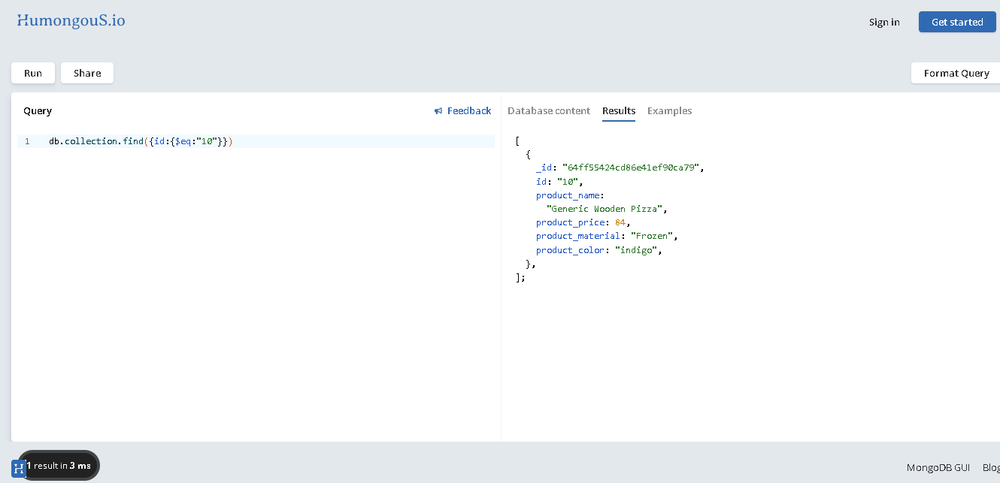 HumongouS.io
Sign in
Get started
Run
Share
Format Query
Query
Feedback
Database content
Results
Examples
1 db.collection.find({id:{$eq:"10"}})
[
{
_id: "64ff55424cd86e41ef90ca79",
id: "10",
product_name:
"Generic Wooden Pizza",
product_price: 84,
product_material: "Frozen",
product_color: "indigo",
},
];
H
1 result in 3 ms
MongoDB GUI
Blog